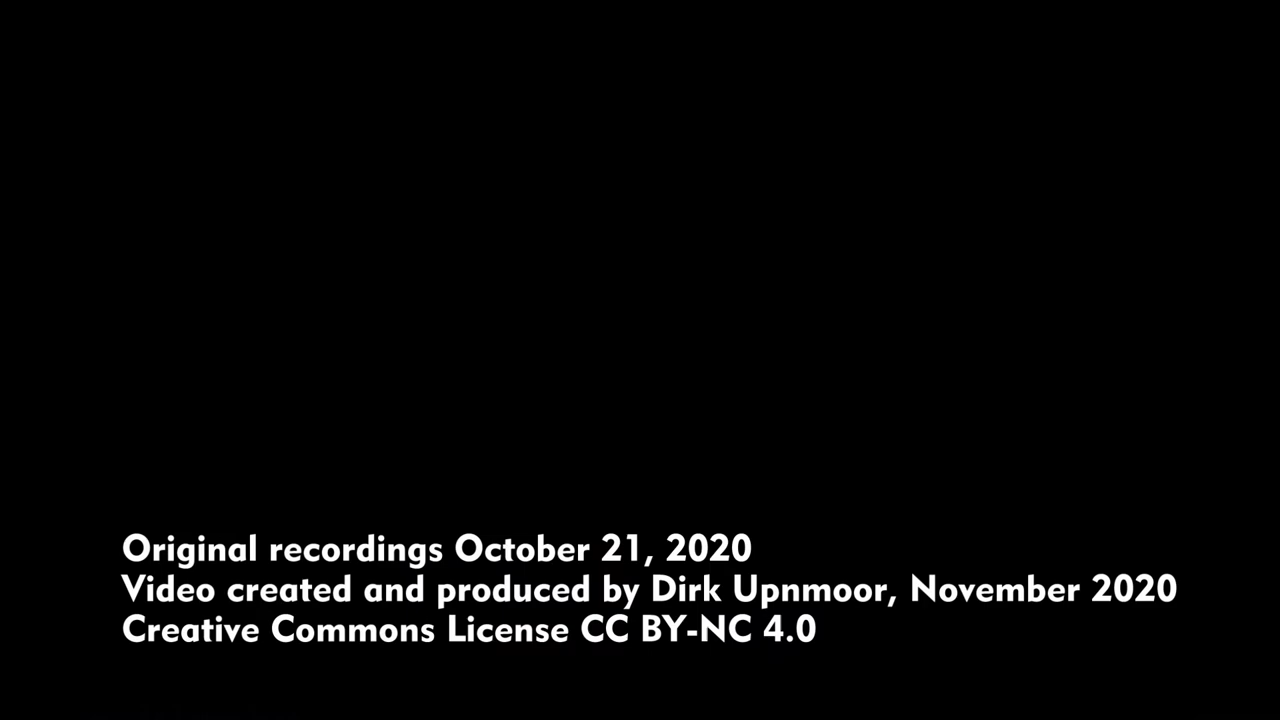 Original recordings October 21, 2020
Video created and produced by Dirk Upnmoor, November 2020
Creative Commons License CC BY-NC 4.0